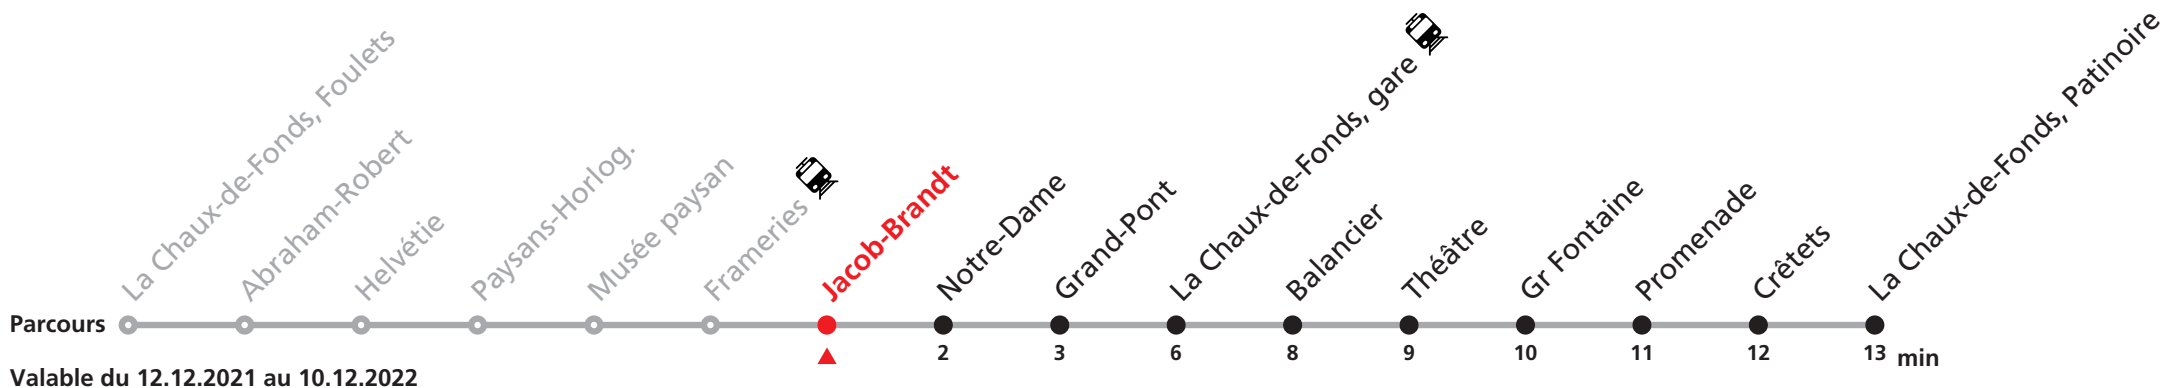 La Chaux-de-Fonds, Foulets
Abraham-Robert
Helvétie
Paysans-Horlog.
Musée paysan
Frameries
Jacob-Brandt
Notre-Dame
Grand-Pont
La Chaux-de-Fonds, gare
Balancier
Théâtre
Gr Fontaine
Promenade
Crêtets
La Chaux-de-Fonds, Patinoire
Parcours
2 3 6 8 9 10 11 12 13 min
Valable du 12.12.2021 au 10.12.2022